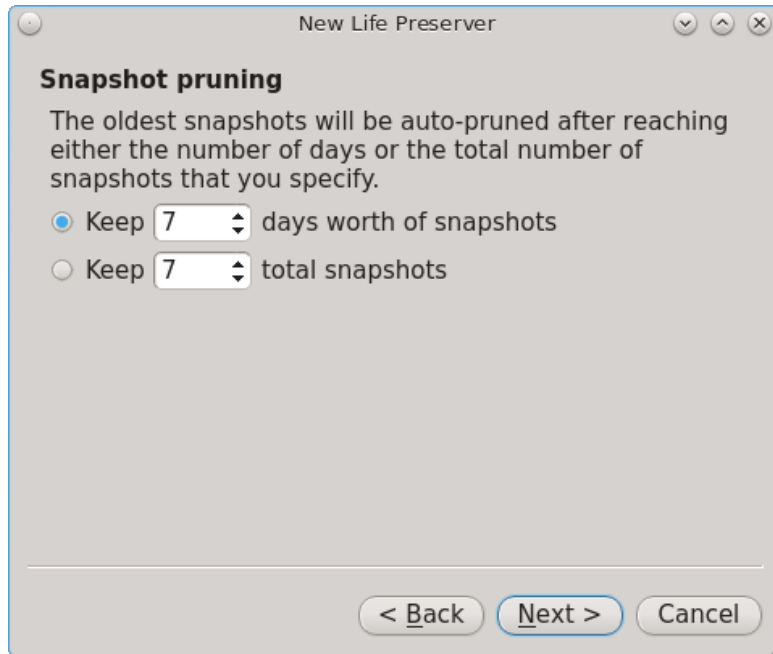 New Life Preserver
Snapshot pruning
The oldest snapshots will be auto-pruned after reaching
either the number of days or the total number of
snapshots that you specify.
Keep 7 days worth of snapshots
Keep 7 total snapshots
< Back Next > Cancel